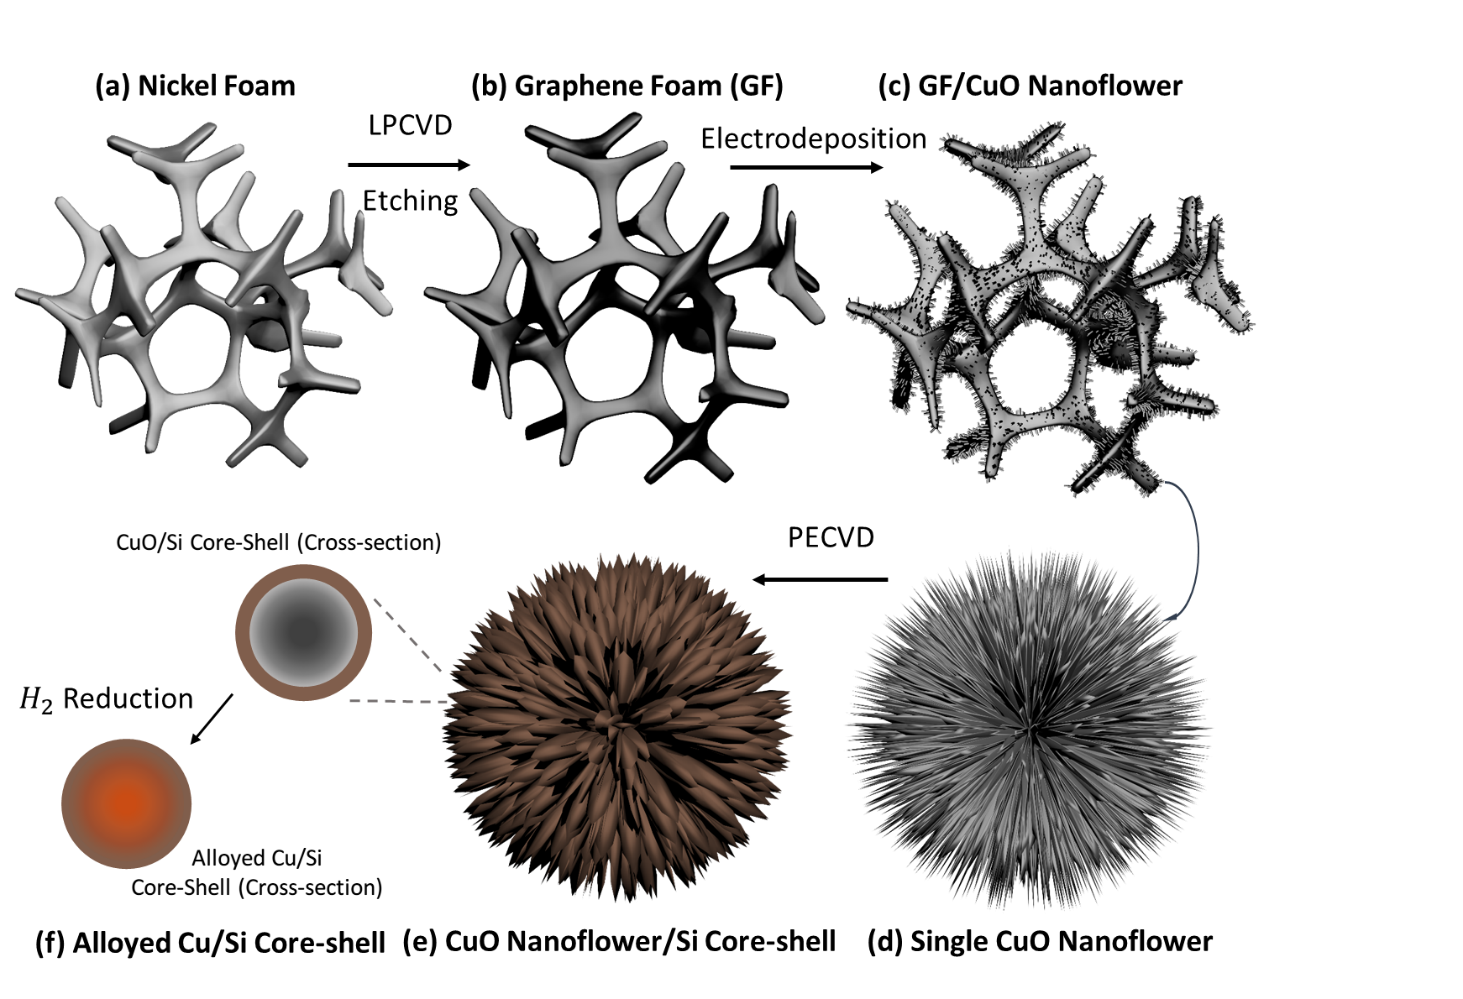 (a) Nickel Foam
(b) Graphene Foam (GF)
(c) GF/CuO Nanoflower
LPCVD
Etching
Electrodeposition
CuO/Si Core-Shell (Cross-section)
PECVD
H₂ Reduction
Alloyed Cu/Si
Core-Shell (Cross-section)
(f) Alloyed Cu/Si Core-shell
(e) CuO Nanoflower/Si Core-shell
(d) Single CuO Nanoflower